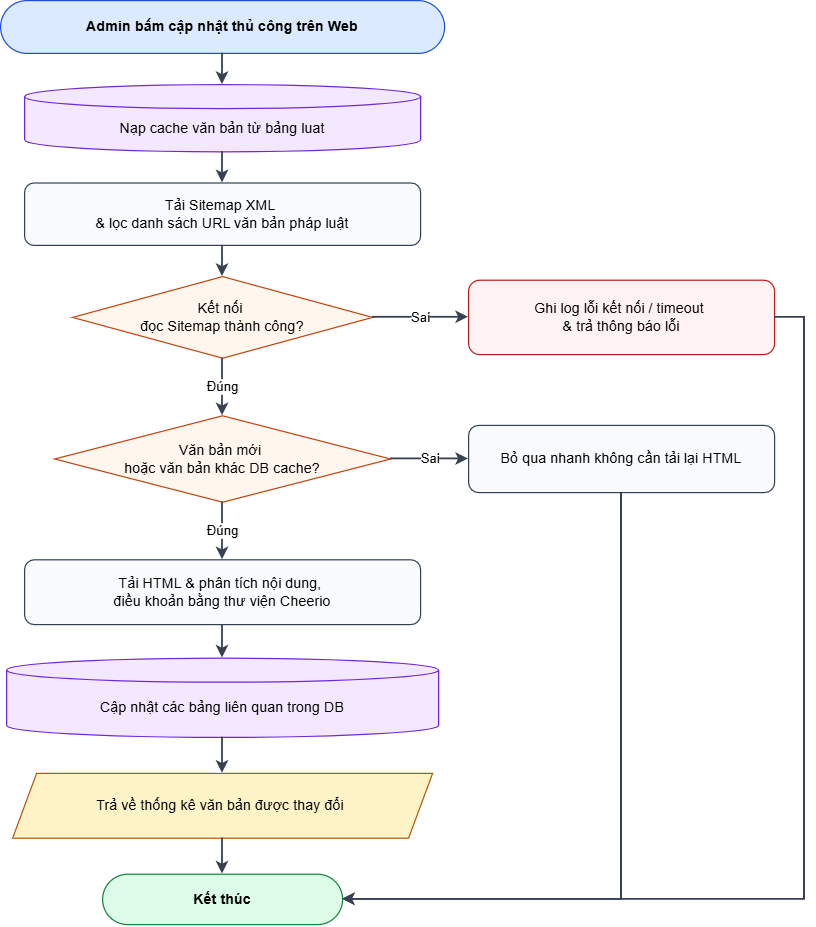 Admin bấm cập nhật thủ công trên Web
Nạp cache văn bản từ bảng luat
Tải Sitemap XML
& lọc danh sách URL văn bản pháp luật
Kết nối
đọc Sitemap thành công?
Sai
Ghi log lỗi kết nối / timeout
& trả thông báo lỗi
Đúng
Văn bản mới
hoặc văn bản khác DB cache?
Sai
Bỏ qua nhanh không cần tải lại HTML
Đúng
Tải HTML & phân tích nội dung,
điều khoản bằng thư viện Cheerio
Cập nhật các bảng liên quan trong DB
Trả về thống kê văn bản được thay đổi
Kết thúc